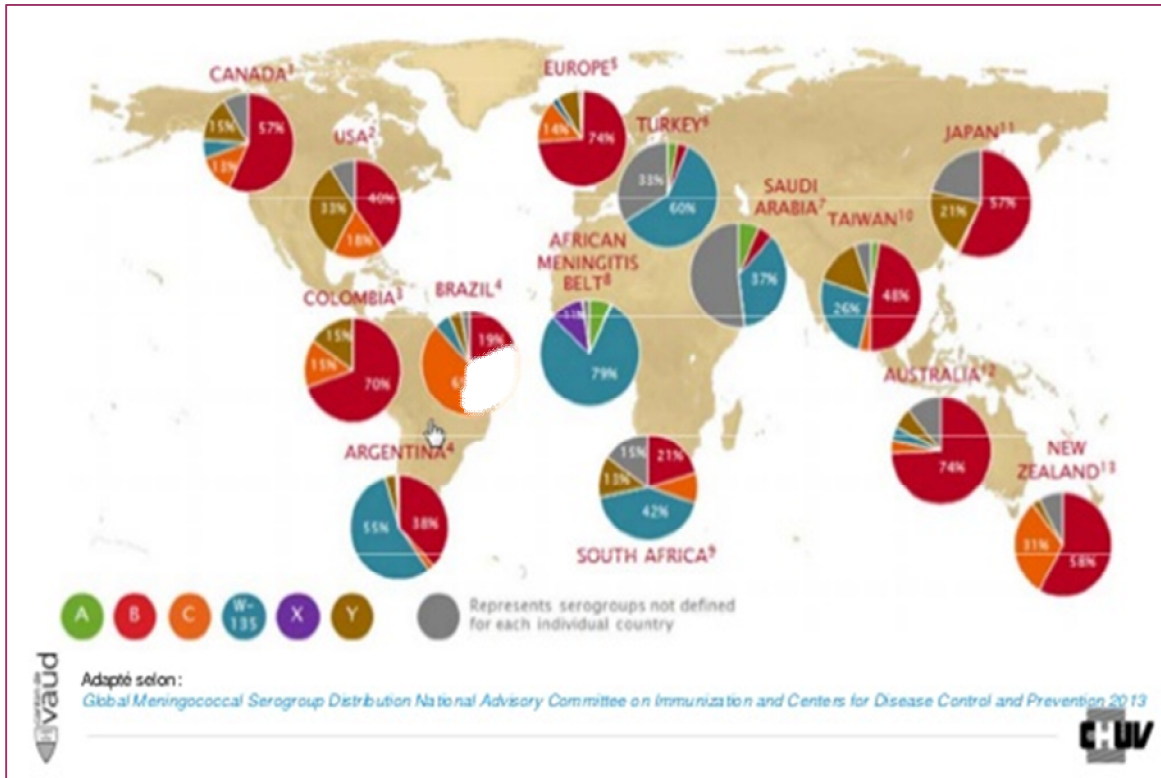 CANADA¹
57%
13%
15%
USA²
40%
18%
33%
EUROPE⁵
74%
14%
TURKEY⁶
60%
33%
SAUDI
ARABIA⁷
37%
JAPAN¹¹
57%
21%
TAIWAN¹⁰
48%
26%
AFRICAN
MENINGITIS
BELT⁸
79%
COLOMBIA³
70%
15%
15%
BRAZIL⁴
19%
ARGENTINA⁴
38%
55%
SOUTH AFRICA⁹
21%
42%
13%
15%
AUSTRALIA¹²
74%
NEW
ZEALAND¹³
58%
31%
A
B
C
W-
135
X
Y
Represents serogroups not defined
for each individual country
Adapté selon :
Global Meningococcal Serogroup Distribution National Advisory Committee on Immunization and Centers for Disease Control and Prevention 2013
CHUV